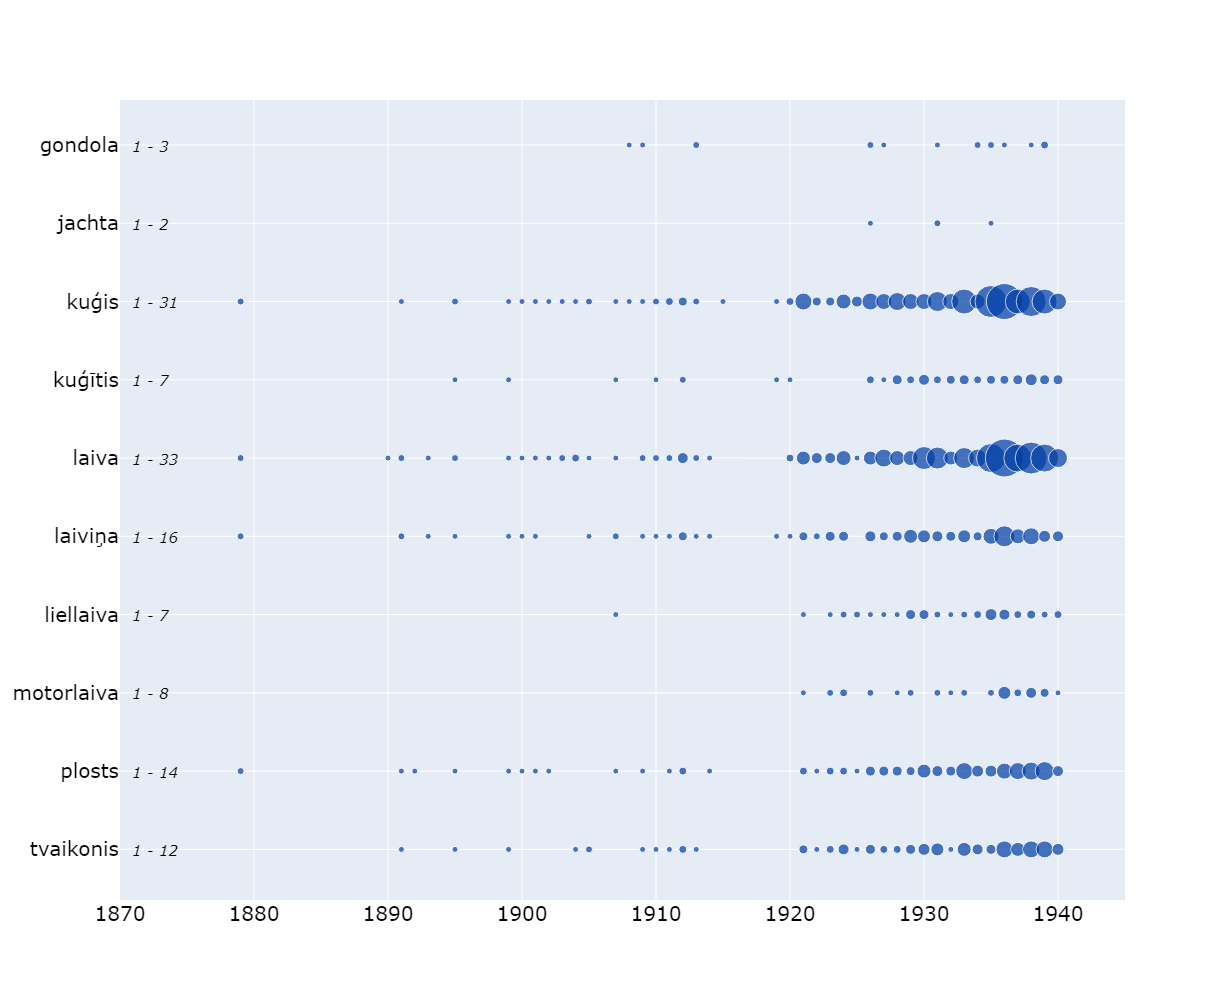 gondola 1 - 3
jachta 1 - 2
kuģis 1 - 31
kuģītis 1 - 7
laiva 1 - 33
laiviņa 1 - 16
liellaiva 1 - 7
motorlaiva 1 - 8
plosts 1 - 14
tvaikonis 1 - 12
1870 1880 1890 1900 1910 1920 1930 1940